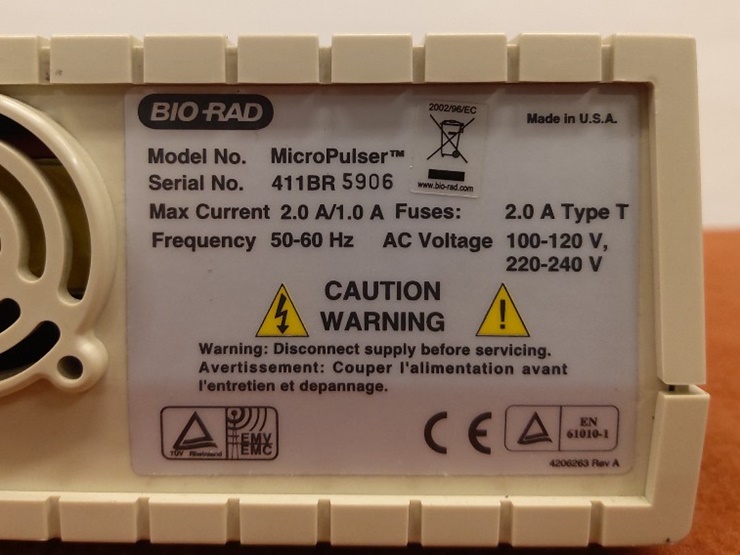 BIO-RAD
2002/96/EC
Made in U.S.A.
Model No. MicroPulser™
Serial No. 411BR 5906
www.bio-rad.com
Max Current 2.0 A/1.0 A Fuses: 2.0 A Type T
Frequency 50-60 Hz AC Voltage 100-120 V,
220-240 V
CAUTION
WARNING
Warning: Disconnect supply before servicing.
Avertissement: Couper l'alimentation avant
l'entretien et depannage.
TÜV Rheinland
EMV
EMC
CE
EN
61010-1
4206263 Rev A